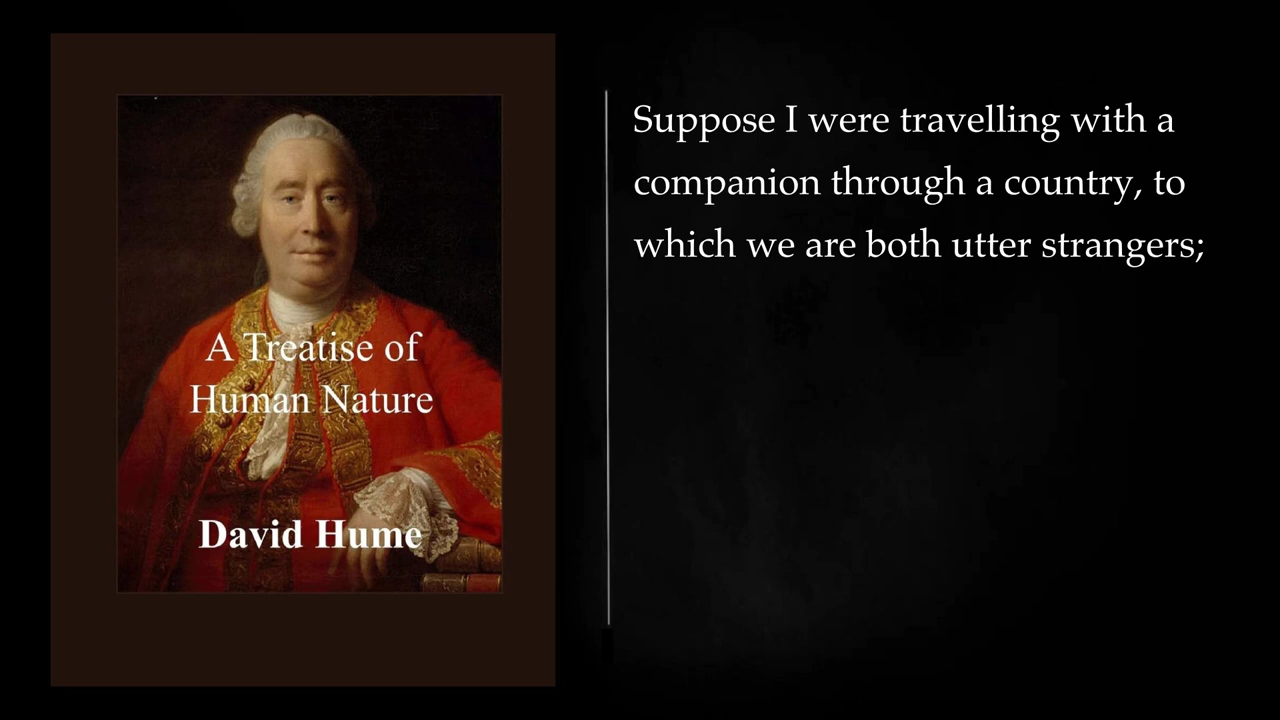 A Treatise of
Human Nature
David Hume
Suppose I were travelling with a
companion through a country, to
which we are both utter strangers;